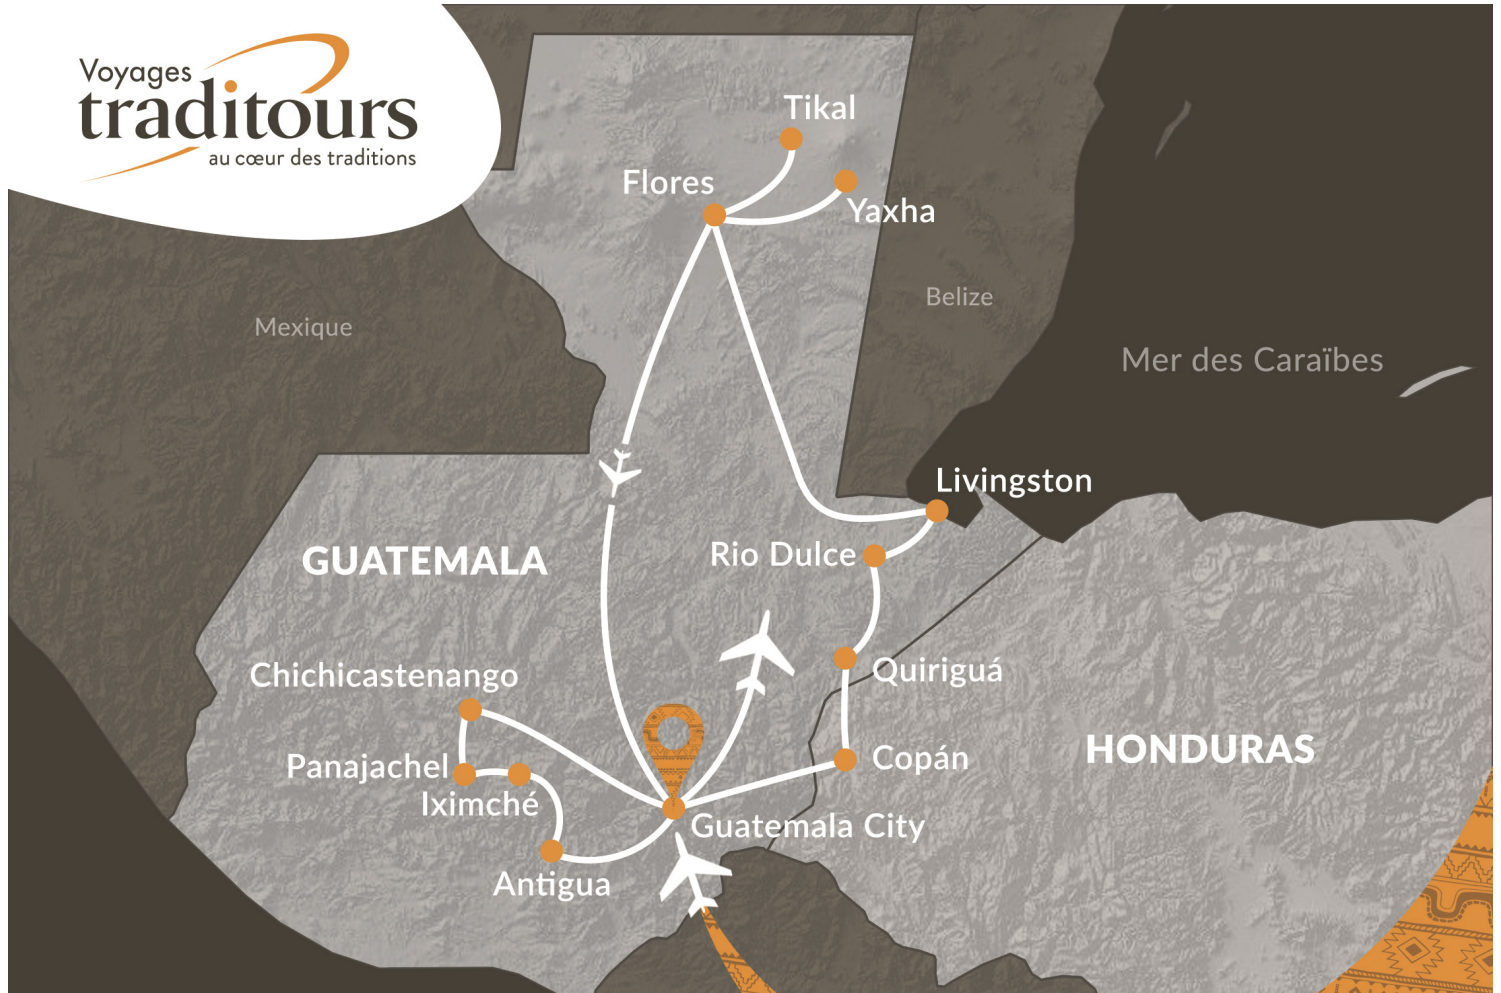 Voyages
traditours
au cœur des traditions
Tikal
Flores
Yaxha
Belize
Mexique
Mer des Caraïbes
Livingston
Rio Dulce
GUATEMALA
Quiriguá
Chichicastenango
HONDURAS
Copán
Panajachel
Iximché
Guatemala City
Antigua